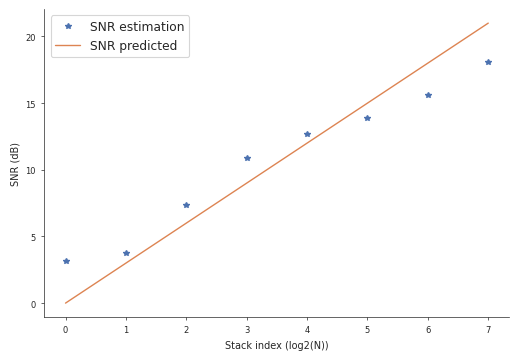 SNR estimation
SNR predicted
20
15
10
5
0
SNR (dB)
0 1 2 3 4 5 6 7
Stack index (log2(N))